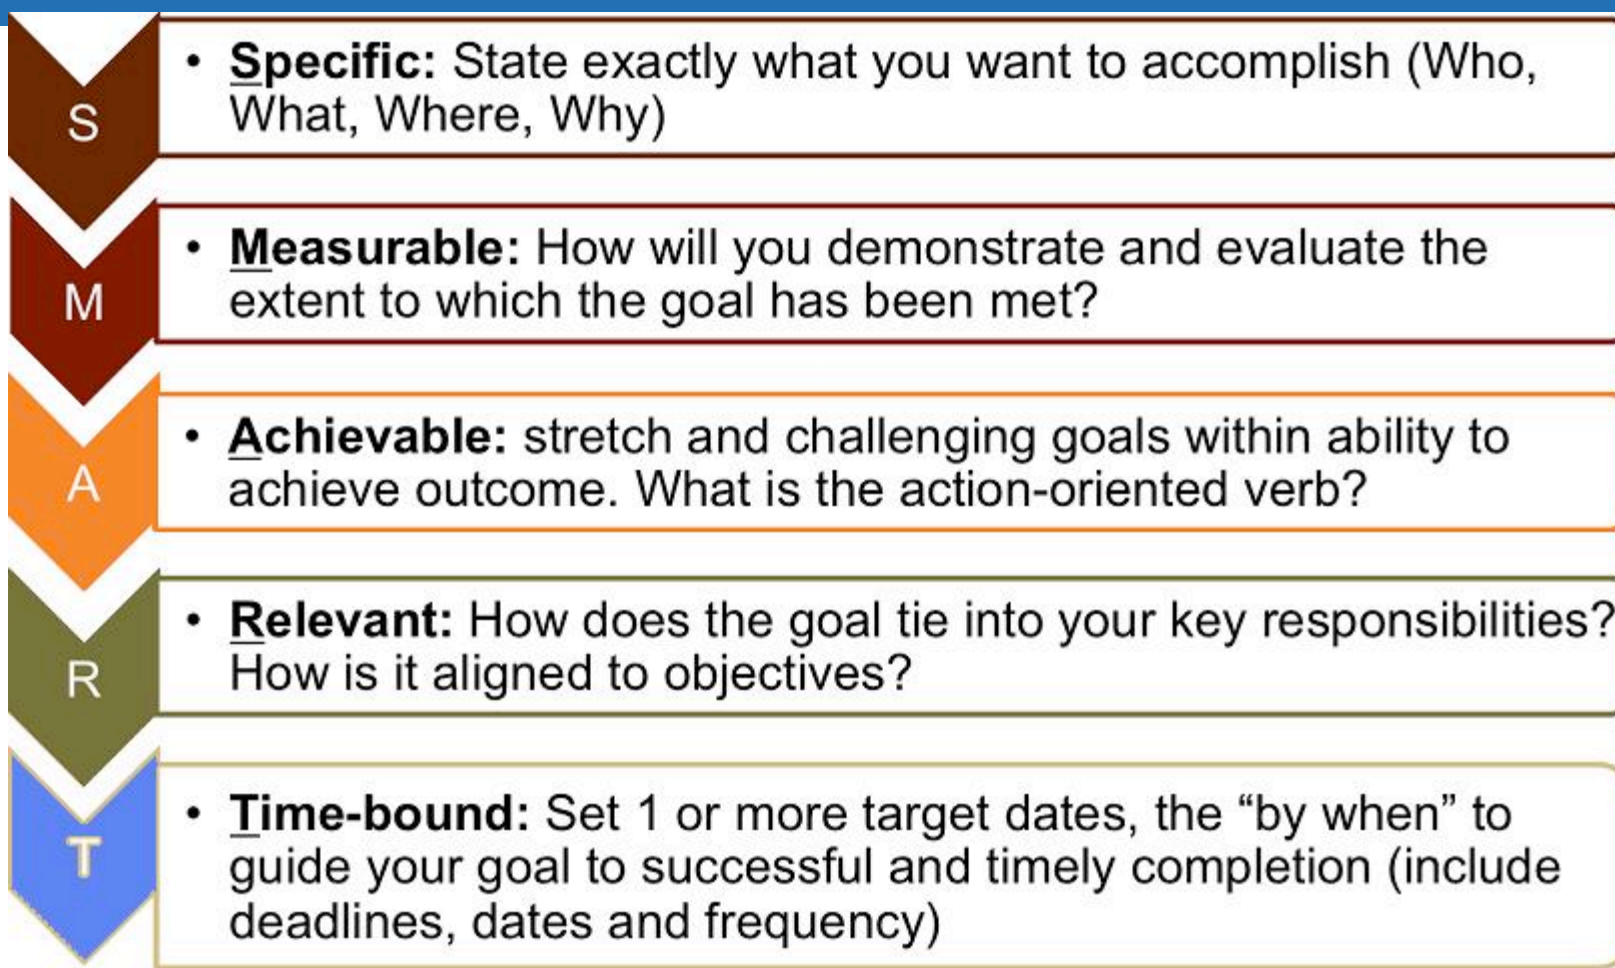 S
• Specific: State exactly what you want to accomplish (Who,
What, Where, Why)
M
• Measurable: How will you demonstrate and evaluate the
extent to which the goal has been met?
A
• Achievable: stretch and challenging goals within ability to
achieve outcome. What is the action-oriented verb?
R
• Relevant: How does the goal tie into your key responsibilities?
How is it aligned to objectives?
T
• Time-bound: Set 1 or more target dates, the “by when” to
guide your goal to successful and timely completion (include
deadlines, dates and frequency)